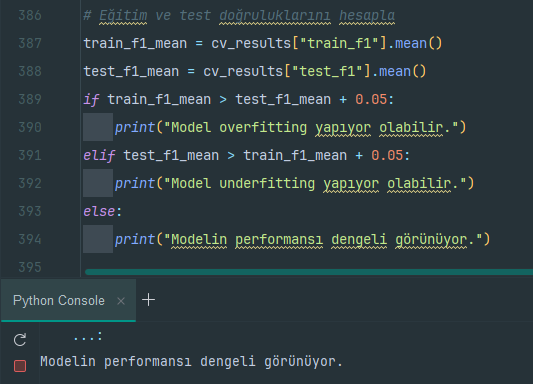 386 # Eğitim ve test doğruluklarını hesapla
387 train_f1_mean = cv_results["train_f1"].mean()
388 test_f1_mean = cv_results["test_f1"].mean()
389 if train_f1_mean > test_f1_mean + 0.05:
390 print("Model overfitting yapıyor olabilir.")
391 elif test_f1_mean > train_f1_mean + 0.05:
392 print("Model underfitting yapıyor olabilir.")
393 else:
394 print("Modelin performansı dengeli görünüyor.")
395
Python Console × +
...:
Modelin performansı dengeli görünüyor.